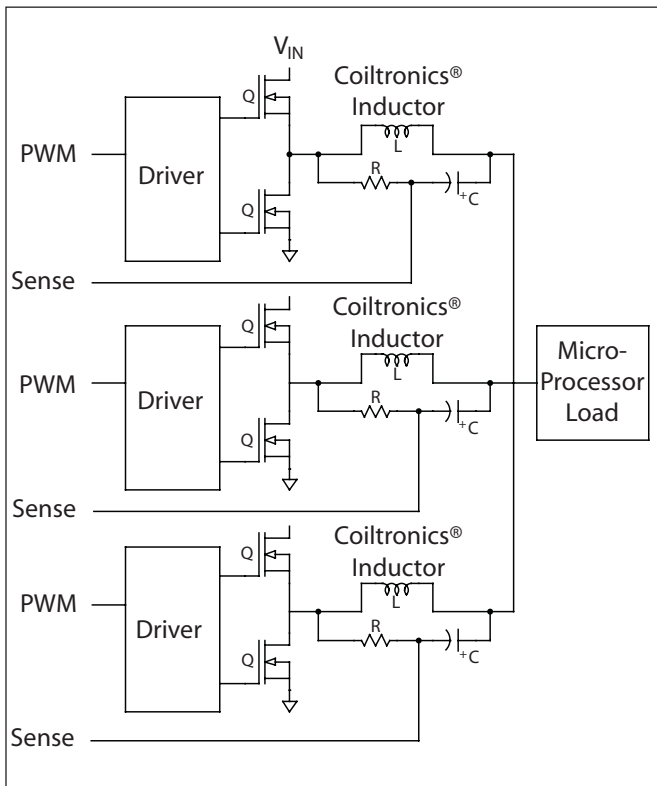 V_IN
Coiltronics®
Inductor
Q
L
PWM
Driver
R
Q
+C
Sense
Coiltronics®
Inductor
Q
L
PWM
Driver
R
Micro-
Processor
Load
Q
+C
Sense
Coiltronics®
Inductor
Q
L
PWM
Driver
R
Q
+C
Sense